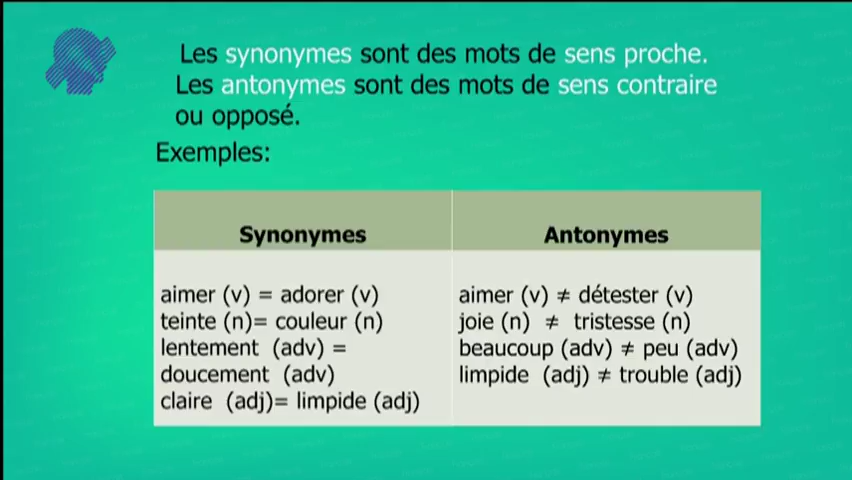 Les synonymes sont des mots de sens proche.
Les antonymes sont des mots de sens contraire
ou opposé.
Exemples:
Synonymes
aimer (v) = adorer (v)
teinte (n)= couleur (n)
lentement (adv) =
doucement (adv)
claire (adj)= limpide (adj)
Antonymes
aimer (v) ≠ détester (v)
joie (n) ≠ tristesse (n)
beaucoup (adv) ≠ peu (adv)
limpide (adj) ≠ trouble (adj)